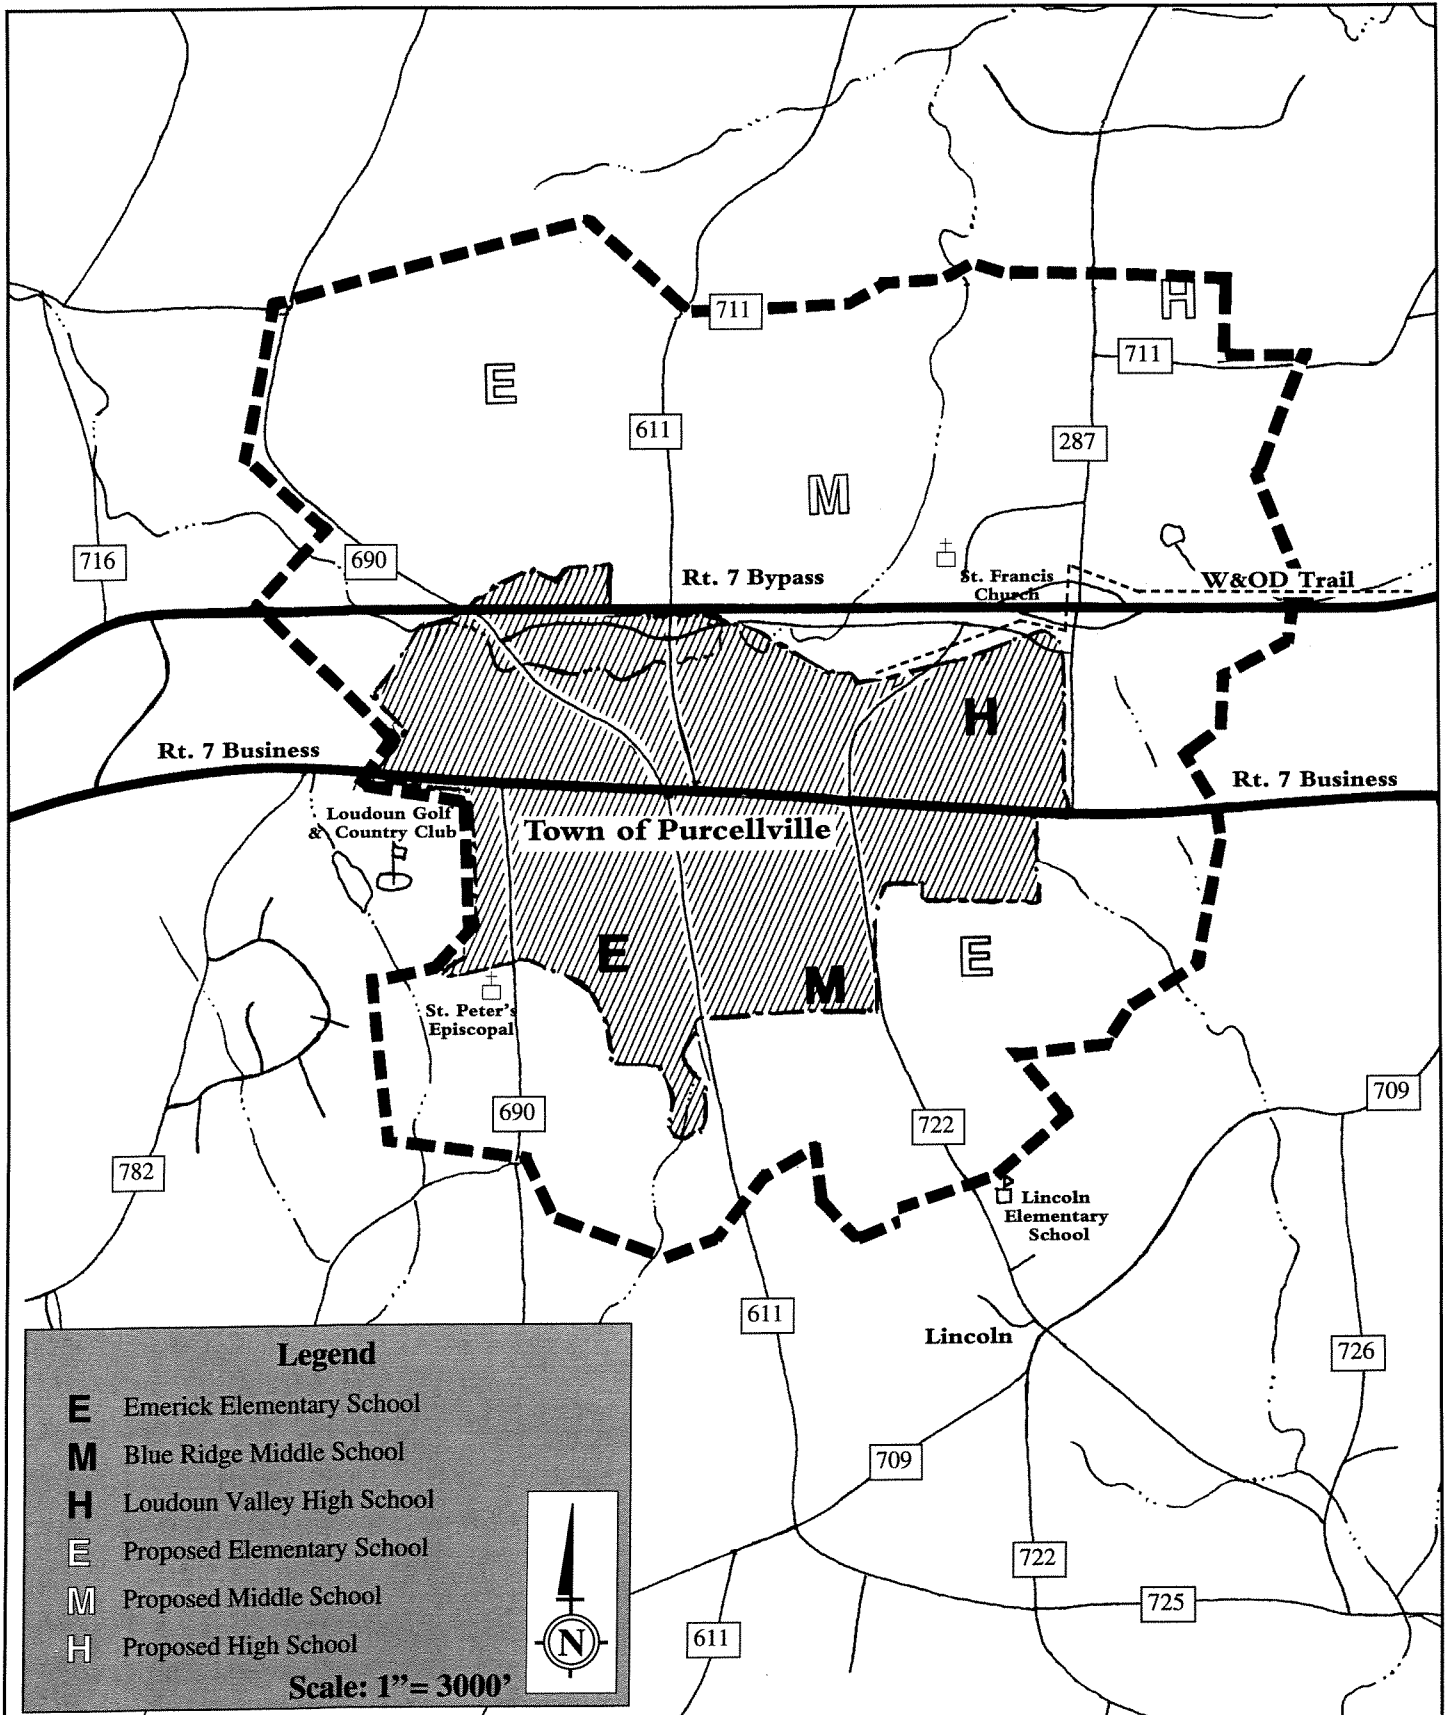 711
H
711
E
611
287
M
716
690
Rt. 7 Bypass
St. Francis
Church
W&OD Trail
H
Rt. 7 Business
Rt. 7 Business
Loudoun Golf
& Country Club
Town of Purcellville
E
M
E
St. Peter's
Episcopal
690
722
709
782
Lincoln
Elementary
School
611
Lincoln
726
709
722
725
611
Legend
E Emerick Elementary School
M Blue Ridge Middle School
H Loudoun Valley High School
E Proposed Elementary School
M Proposed Middle School
H Proposed High School
N
Scale: 1”= 3000’